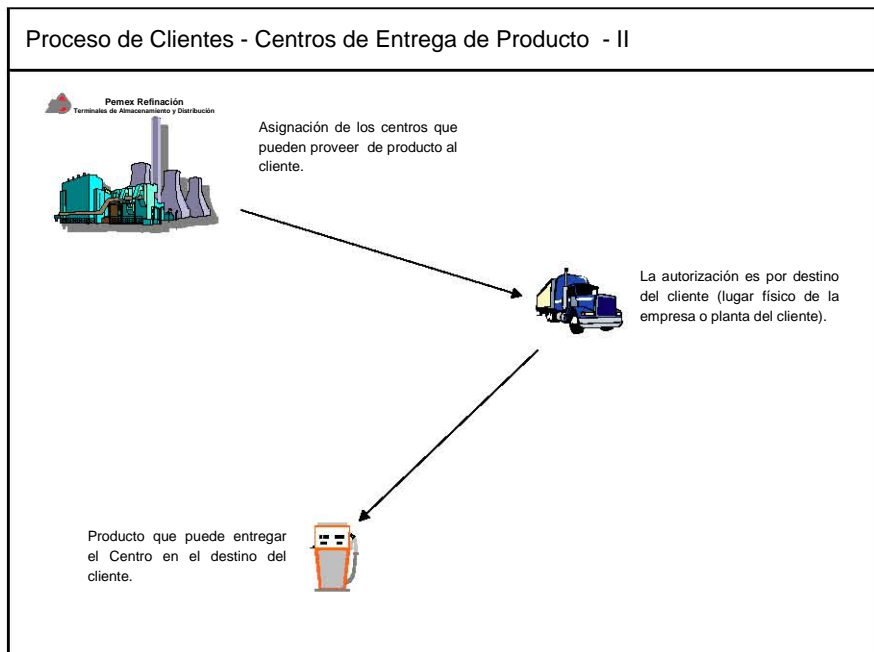 Proceso de Clientes - Centros de Entrega de Producto - II
Pemex Refinación
Terminales de Almacenamiento y Distribución
Asignación de los centros que
pueden proveer de producto al
cliente.
La autorización es por destino
del cliente (lugar físico de la
empresa o planta del cliente).
Producto que puede entregar
el Centro en el destino del
cliente.